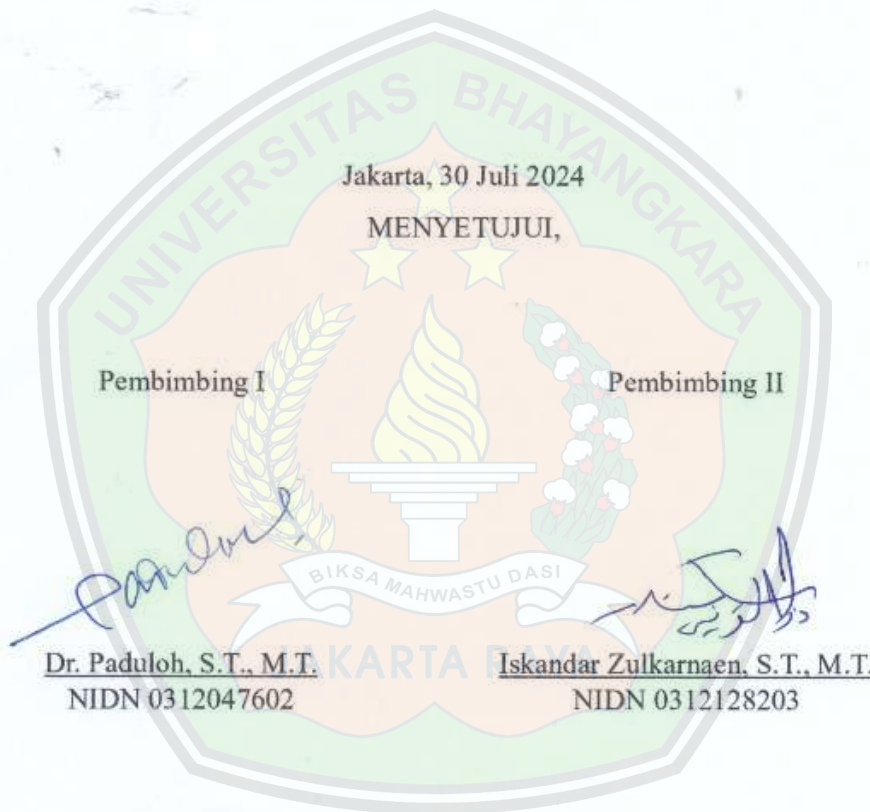 UNIVERSITAS BHAYANGKARA
Jakarta, 30 Juli 2024
MENYETUJUI,
Pembimbing I
Pembimbing II
BIKSA MAHWASTU DASI
JAKARTA RAYA
Dr. Paduloh, S.T., M.T.
NIDN 0312047602
Iskandar Zulkarnaen, S.T., M.T.
NIDN 0312128203